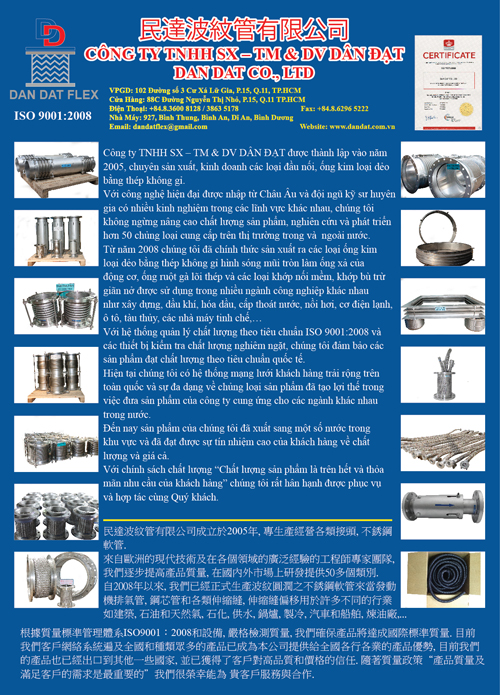 民達波紋管有限公司
CÔNG TY TNHH SX – TM & DV DÂN ĐẠT
DAN DAT CO., LTD
DAN DAT FLEX
ISO 9001:2008
VPGD: 102 Đường số 3 Cư Xá Lữ Gia, P.15, Q.11, TP.HCM
Cửa Hàng: 88C Đường Nguyễn Thị Nhỏ, P.15, Q.11 TP.HCM
Điện Thoại: +84.8.3600 8128 / 3863 5178 Fax: +84.8.6296 5222
Nhà Máy: 927, Bình Thung, Bình An, Dĩ An, Bình Dương
Email: dandatflex@gmail.com Website: www.dandat.com.vn
CERTIFICATE
Công ty TNHH SX – TM & DV DÂN ĐẠT được thành lập vào năm
2005, chuyên sản xuất, kinh doanh các loại đầu nối, ống kim loại dẻo
bằng thép không gỉ.
Với công nghệ hiện đại được nhập từ Châu Âu và đội ngũ kỹ sư huyên
gia có nhiều kinh nghiệm trong các lĩnh vực khác nhau, chúng tôi
không ngừng nâng cao chất lượng sản phẩm, nghiên cứu và phát triển
hơn 50 chủng loại cung cấp trên thị trường trong và ngoài nước.
Từ năm 2008 chúng tôi đã chính thức sản xuất ra các loại ống kim
loại dẻo bằng thép không gỉ hình sóng mũi tròn làm ống xả của
động cơ, ống ruột gà lõi thép và các loại khớp nối mềm, khớp bù trừ
giãn nở được sử dụng trong nhiều ngành công nghiệp khác nhau
như xây dựng, dầu khí, hóa dầu, cấp thoát nước, nồi hơi, cơ điện lạnh,
ô tô, tàu thủy, các nhà máy tinh chế,…
Với hệ thống quản lý chất lượng theo tiêu chuẩn ISO 9001:2008 và
các thiết bị kiểm tra chất lượng nghiêm ngặt, chúng tôi đảm bảo các
sản phẩm đạt chất lượng theo tiêu chuẩn quốc tế.
Hiện tại chúng tôi có hệ thống mạng lưới khách hàng trải rộng trên
toàn quốc và sự đa dạng về chủng loại sản phẩm đã tạo lợi thế trong
việc đưa sản phẩm của công ty cung ứng cho các ngành khác nhau
trong nước.
Đến nay sản phẩm của chúng tôi đã xuất sang một số nước trong
khu vực và đã đạt được sự tín nhiệm cao của khách hàng về chất
lượng và giá cả.
Với chính sách chất lượng “Chất lượng sản phẩm là trên hết và thỏa
mãn nhu cầu của khách hàng” chúng tôi rất hân hạnh được phục vụ
và hợp tác cùng Quý khách.
民達波紋管有限公司成立於2005年, 專生產經營各類接頭, 不銹鋼
軟管.
來自歐洲的現代技術及在各個領域的廣泛經驗的工程師專家團隊,
我們逐步提高產品質量, 在國內外市場上研發提供50多個類別.
自2008年以來, 我們已經正式生產波紋圓潤之不銹鋼軟管來當發動
機排氣管, 鋼芯管和各類伸縮縫, 伸縮縫偏移用於許多不同的行業
如建築, 石油和天然氣, 石化, 供水, 鍋爐, 製冷, 汽車和船舶, 煉油廠,…
根據質量標準管理體系ISO9001：2008和設備, 嚴格檢測質量, 我們確保產品將達成國際標準質量. 目前
我們客戶網絡系統遍及全國和種類眾多的產品已成為本公司提供給全國各行各業的產品優勢, 目前我們
的產品也已經出口到其他一些國家, 並已獲得了客戶對高品質和價格的信任. 隨著質量政策 “產品質量及
滿足客戶的需求是最重要的” 我們很榮幸能為 貴客戶服務與合作.